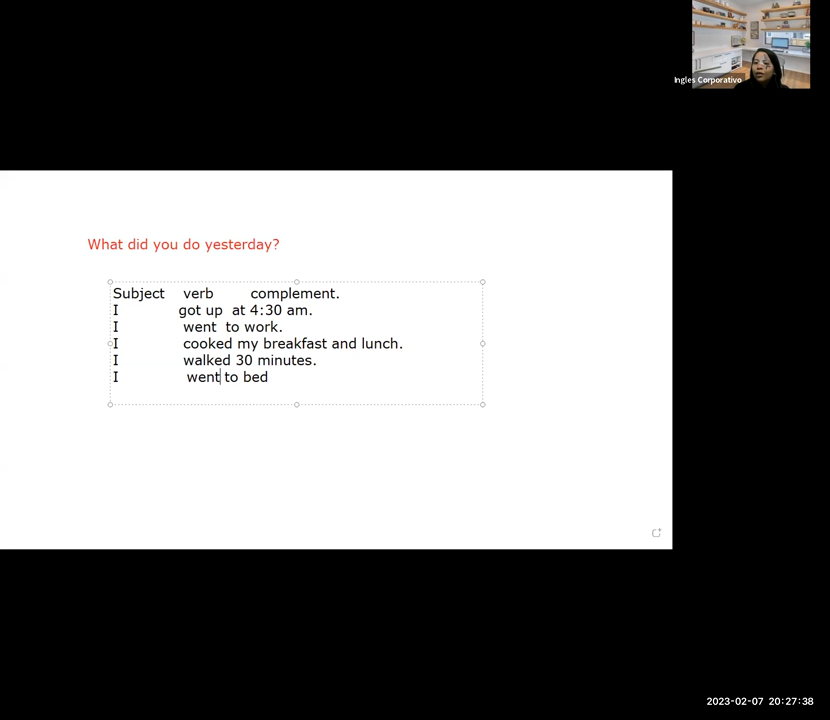 Ingles Corporativo
What did you do yesterday?
Subject verb complement.
I got up at 4:30 am.
I went to work.
I cooked my breakfast and lunch.
I walked 30 minutes.
I went to bed
2023-02-07 20:27:38